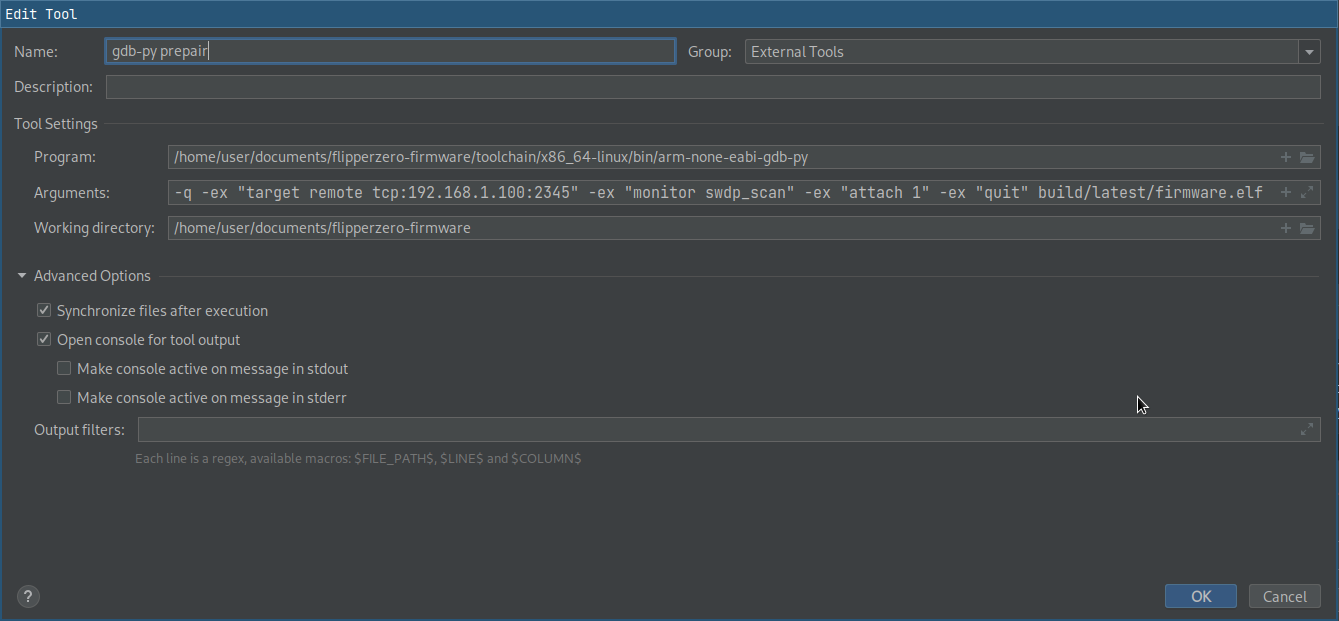 Edit Tool
Name: gdb-py prepair Group: External Tools
Description:
Tool Settings
Program: /home/user/documents/flipperzero-firmware/toolchain/x86_64-linux/bin/arm-none-eabi-gdb-py
Arguments: -q -ex "target remote tcp:192.168.1.100:2345" -ex "monitor swdp_scan" -ex "attach 1" -ex "quit" build/latest/firmware.elf
Working directory: /home/user/documents/flipperzero-firmware
Advanced Options
Synchronize files after execution
Open console for tool output
Make console active on message in stdout
Make console active on message in stderr
Output filters:
Each line is a regex, available macros: $FILE_PATH$, $LINE$ and $COLUMN$
? OK Cancel